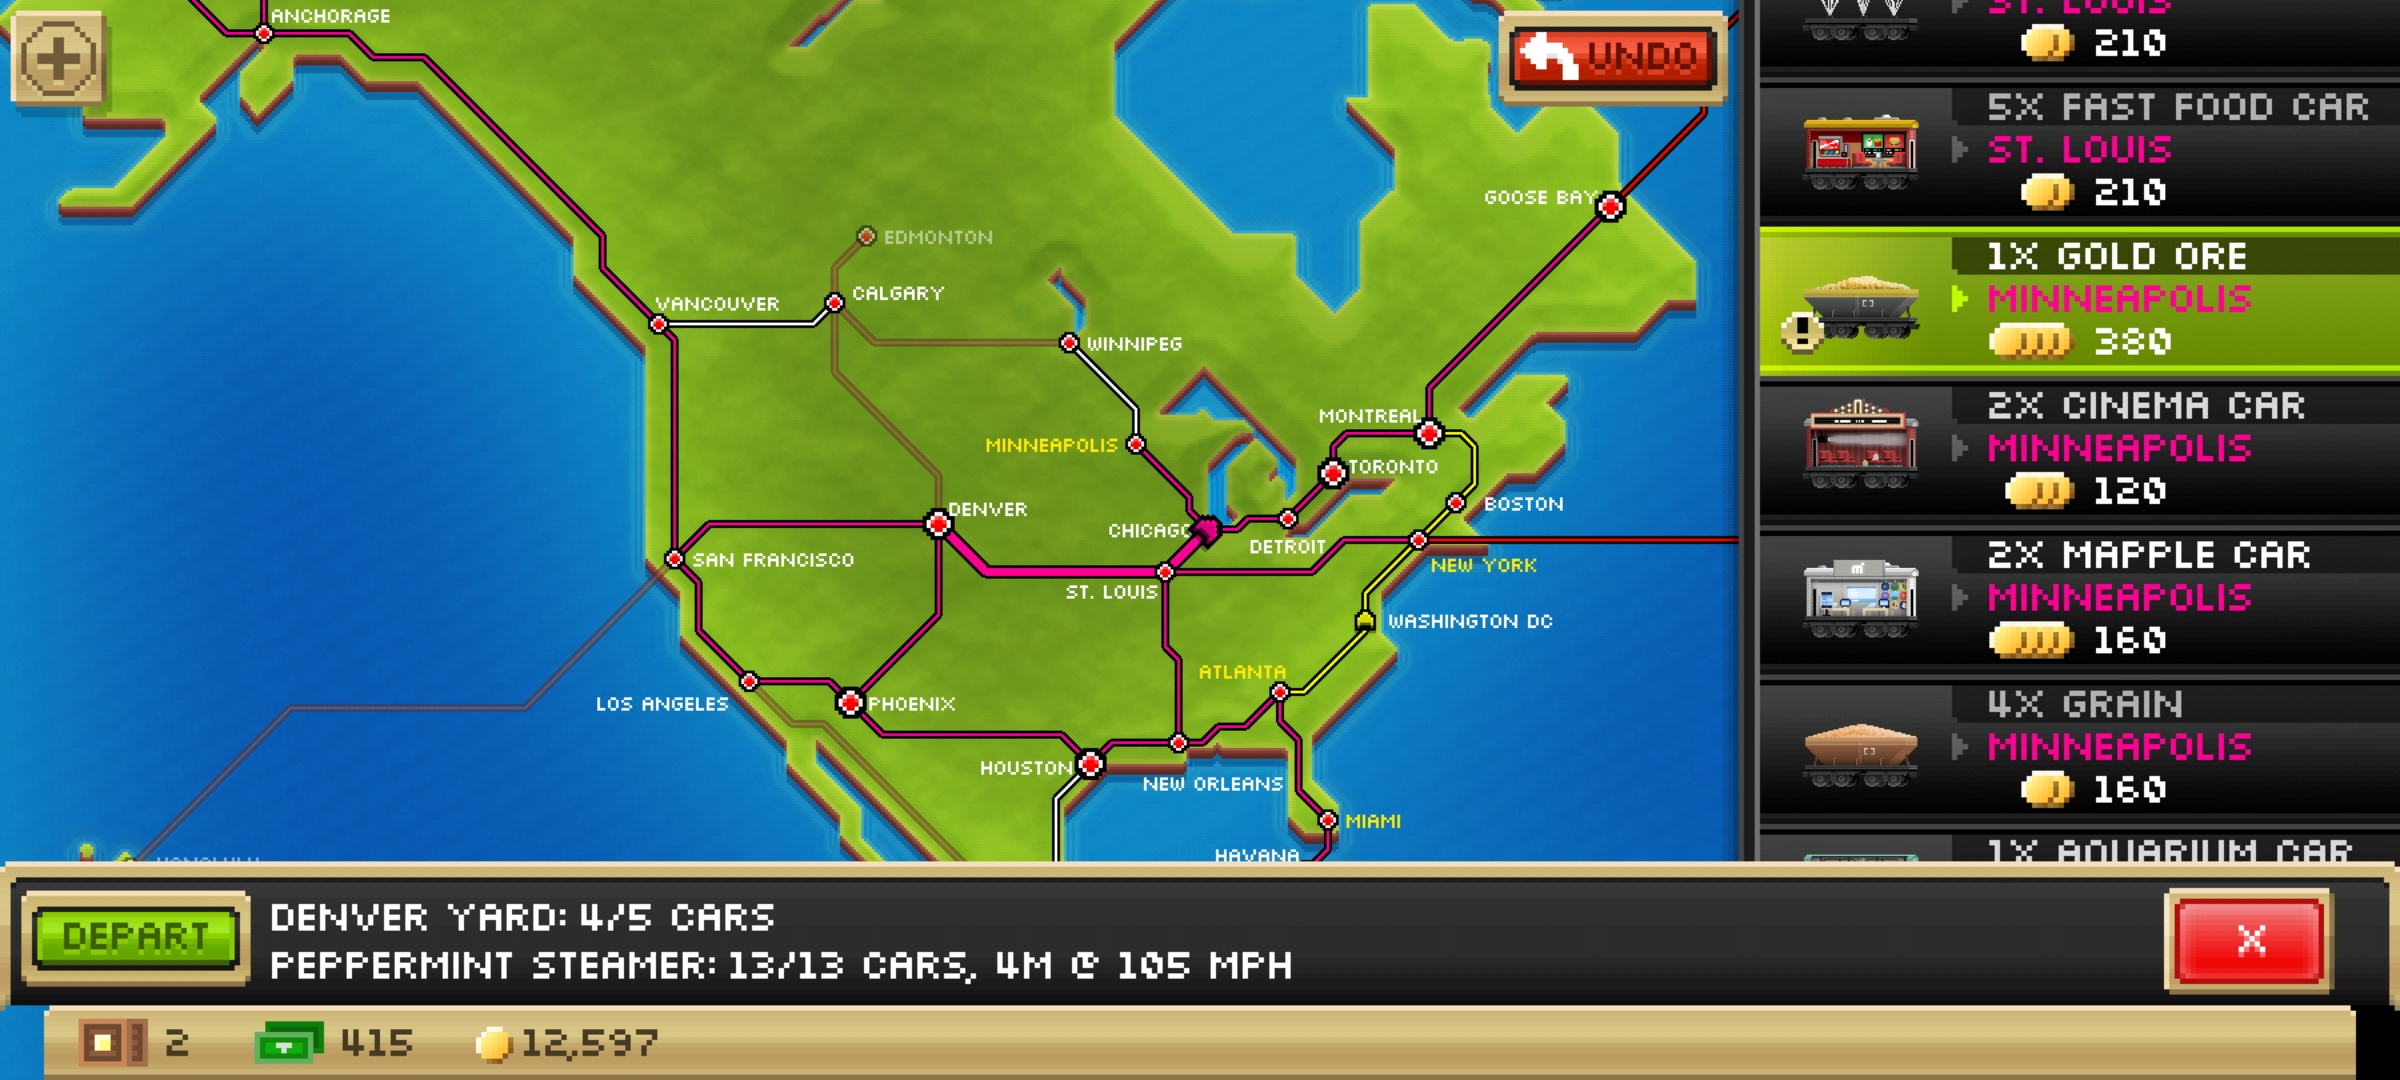 ANCHORAGE
UNDO
GOOSE BAY
EDMONTON
CALGARY
VANCOUVER
WINNIPEG
MINNEAPOLIS
MONTREAL
TORONTO
BOSTON
DENVER
CHICAGO
DETROIT
SAN FRANCISCO
NEW YORK
ST. LOUIS
WASHINGTON DC
ATLANTA
LOS ANGELES
PHOENIX
HOUSTON
NEW ORLEANS
MIAMI
HAVANA
HONOLULU
ST. LOUIS
210
5X FAST FOOD CAR
ST. LOUIS
210
1X GOLD ORE
MINNEAPOLIS
380
2X CINEMA CAR
MINNEAPOLIS
120
2X MAPPLE CAR
MINNEAPOLIS
160
4X GRAIN
MINNEAPOLIS
160
1X AQUARIUM CAR
DEPART
DENVER YARD: 4/5 CARS
PEPPERMINT STEAMER: 13/13 CARS, 4M @ 105 MPH
X
2
415
12,597